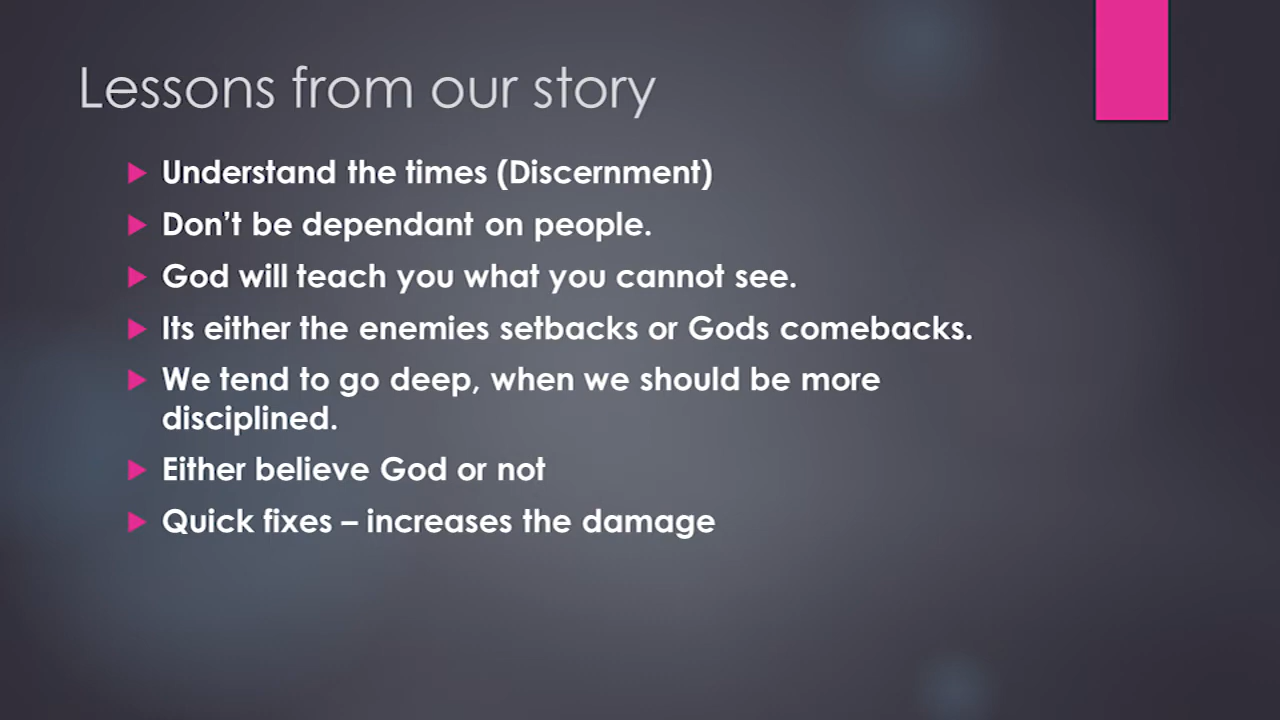 Lessons from our story
Understand the times (Discernment)
Don’t be dependant on people.
God will teach you what you cannot see.
Its either the enemies setbacks or Gods comebacks.
We tend to go deep, when we should be more
disciplined.
Either believe God or not
Quick fixes – increases the damage